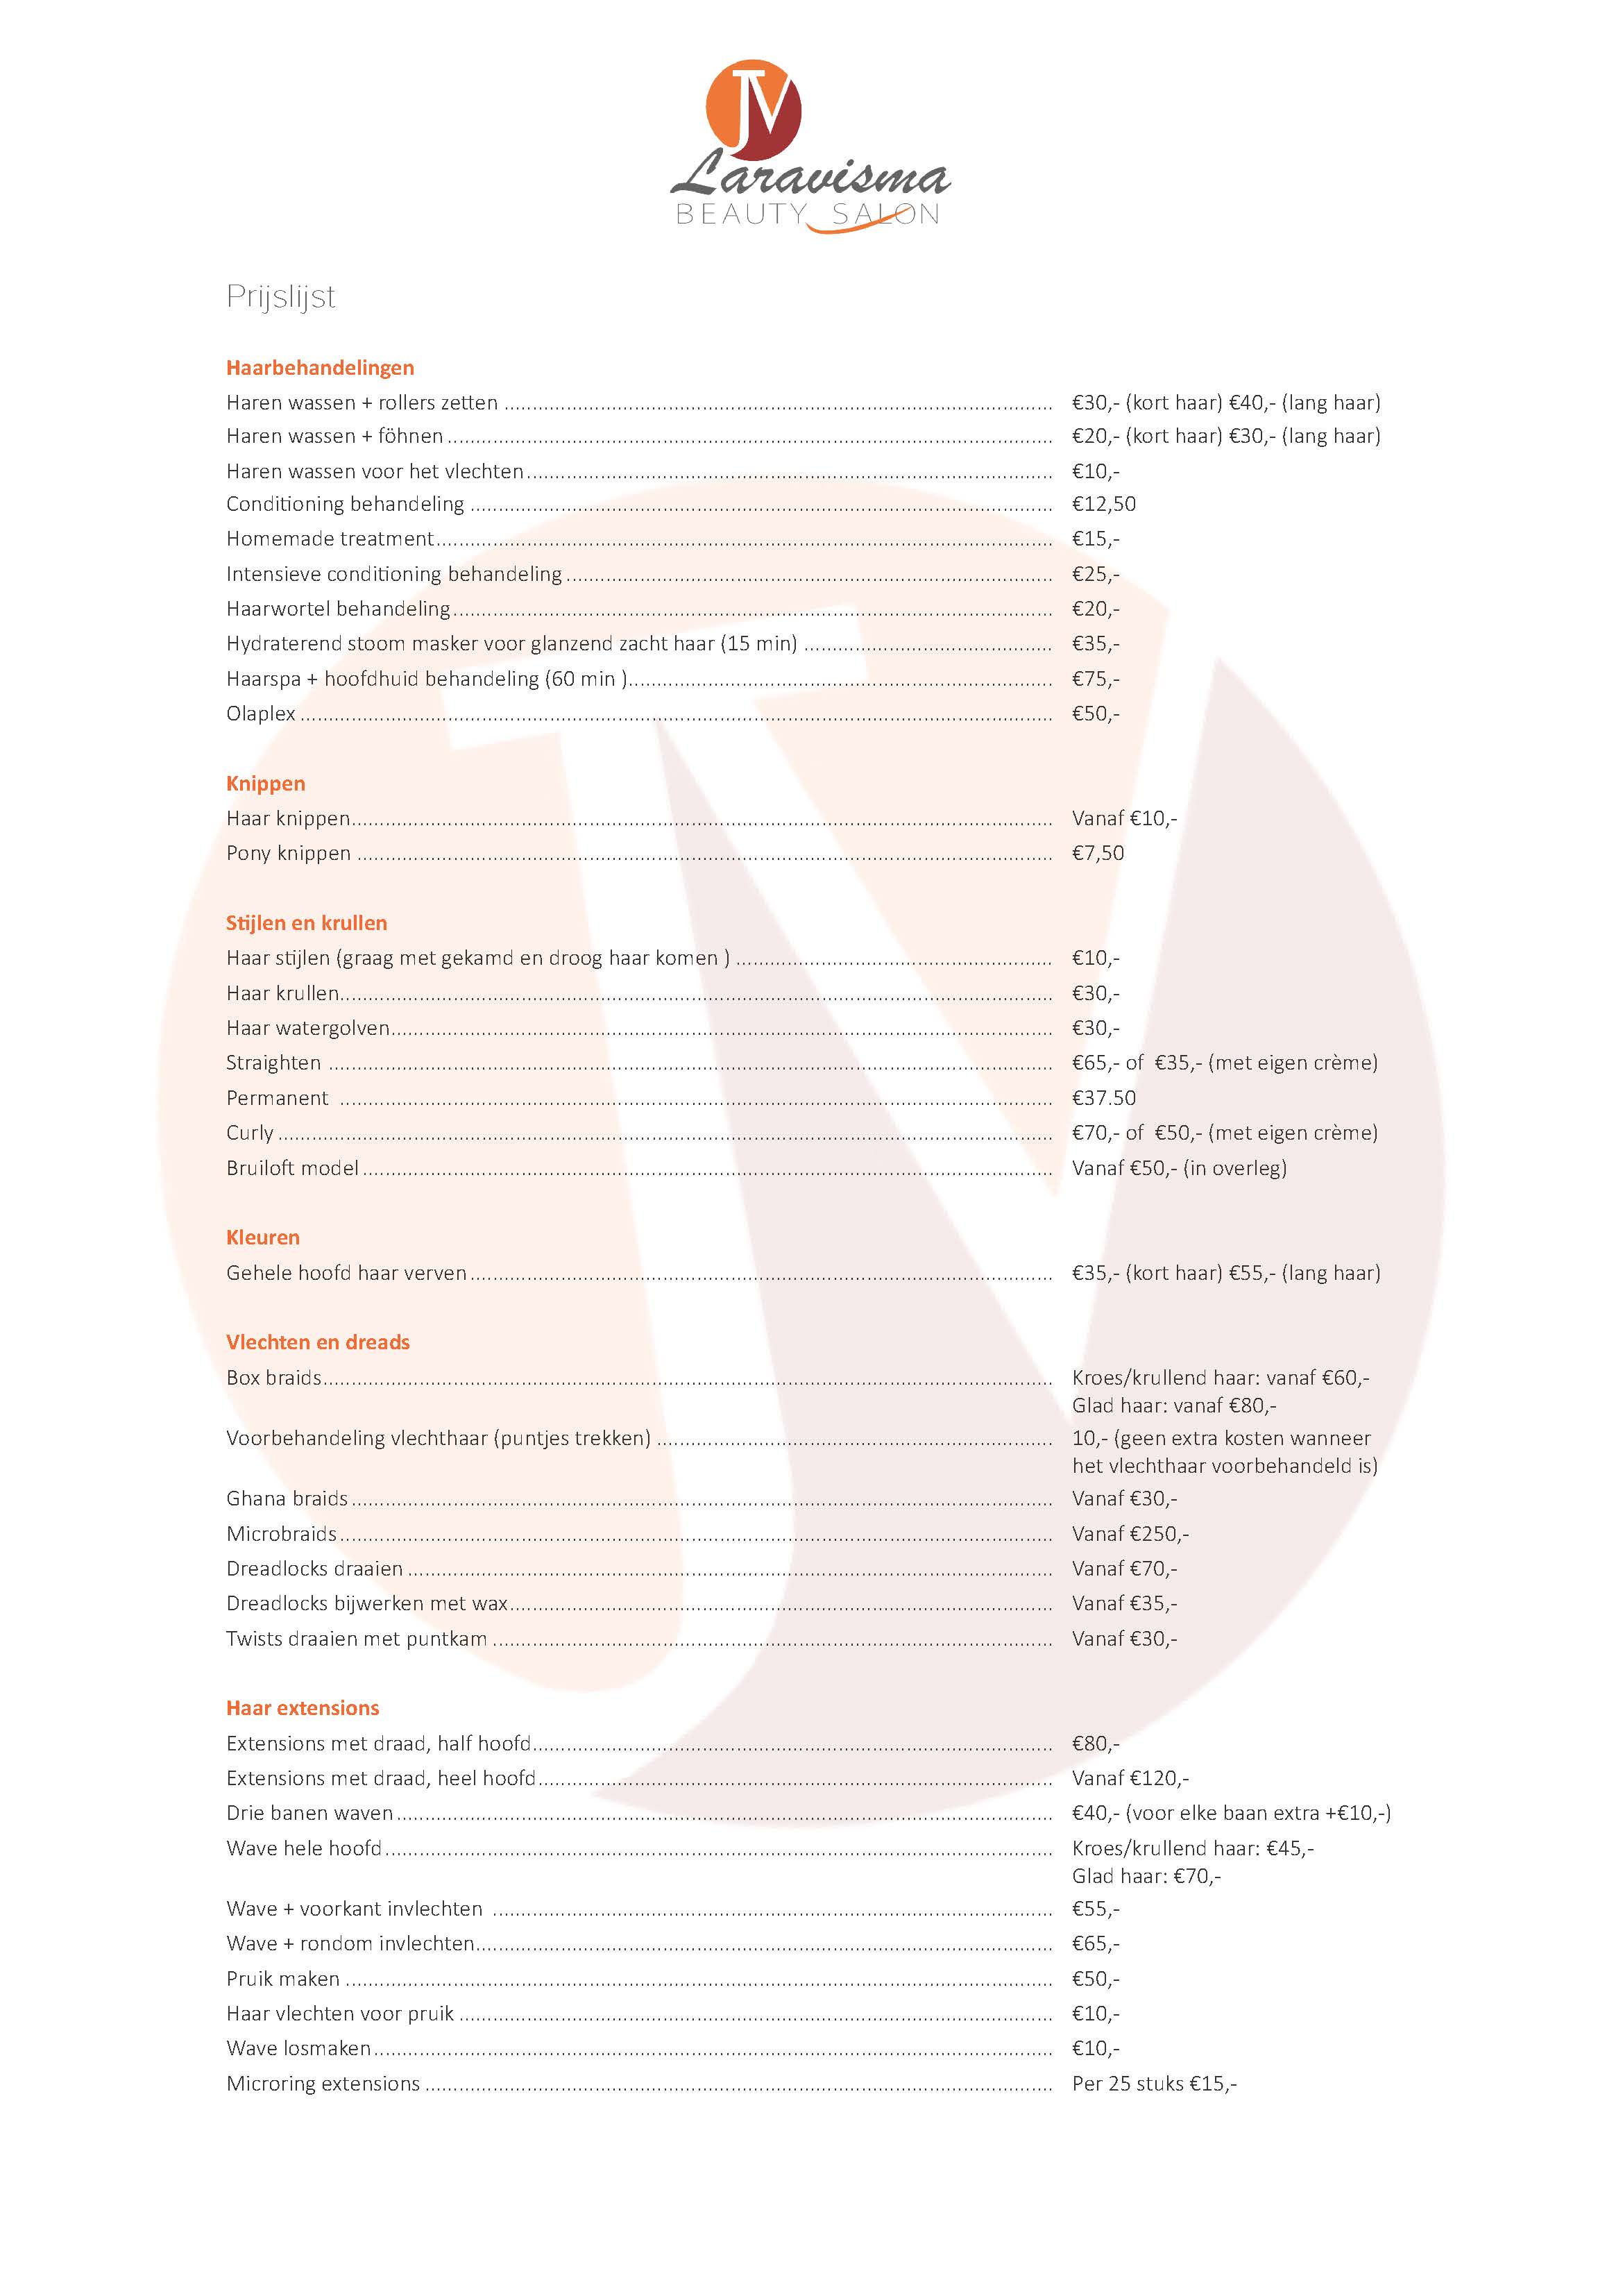 JV
Laravisma
BEAUTY SALON
Prijslijst
Haarbehandelingen
Haren wassen + rollers zetten ........ €30,- (kort haar) €40,- (lang haar)
Haren wassen + föhnen ........ €20,- (kort haar) €30,- (lang haar)
Haren wassen voor het vlechten ........ €10,-
Conditioning behandeling ........ €12,50
Homemade treatment ........ €15,-
Intensieve conditioning behandeling ........ €25,-
Haarwortel behandeling ........ €20,-
Hydraterend stoom masker voor glanzend zacht haar (15 min) ........ €35,-
Haarspa + hoofdhuid behandeling (60 min ) ........ €75,-
Olaplex ........ €50,-
Knippen
Haar knippen ........ Vanaf €10,-
Pony knippen ........ €7,50
Stijlen en krullen
Haar stijlen (graag met gekamd en droog haar komen ) ........ €10,-
Haar krullen ........ €30,-
Haar watergolven ........ €30,-
Straighten ........ €65,- of €35,- (met eigen crème)
Permanent ........ €37.50
Curly ........ €70,- of €50,- (met eigen crème)
Bruiloft model ........ Vanaf €50,- (in overleg)
Kleuren
Gehele hoofd haar verven ........ €35,- (kort haar) €55,- (lang haar)
Vlechten en dreads
Box braids ........ Kroes/krullend haar: vanaf €60,-
Glad haar: vanaf €80,-
Voorbehandeling vlechthaar (puntjes trekken) ........ 10,- (geen extra kosten wanneer
het vlechthaar voorbehandeld is)
Ghana braids ........ Vanaf €30,-
Microbraids ........ Vanaf €250,-
Dreadlocks draaien ........ Vanaf €70,-
Dreadlocks bijwerken met wax ........ Vanaf €35,-
Twists draaien met puntkam ........ Vanaf €30,-
Haar extensions
Extensions met draad, half hoofd ........ €80,-
Extensions met draad, heel hoofd ........ Vanaf €120,-
Drie banen waven ........ €40,- (voor elke baan extra +€10,-)
Wave hele hoofd ........ Kroes/krullend haar: €45,-
Glad haar: €70,-
Wave + voorkant invlechten ........ €55,-
Wave + rondom invlechten ........ €65,-
Pruik maken ........ €50,-
Haar vlechten voor pruik ........ €10,-
Wave losmaken ........ €10,-
Microring extensions ........ Per 25 stuks €15,-